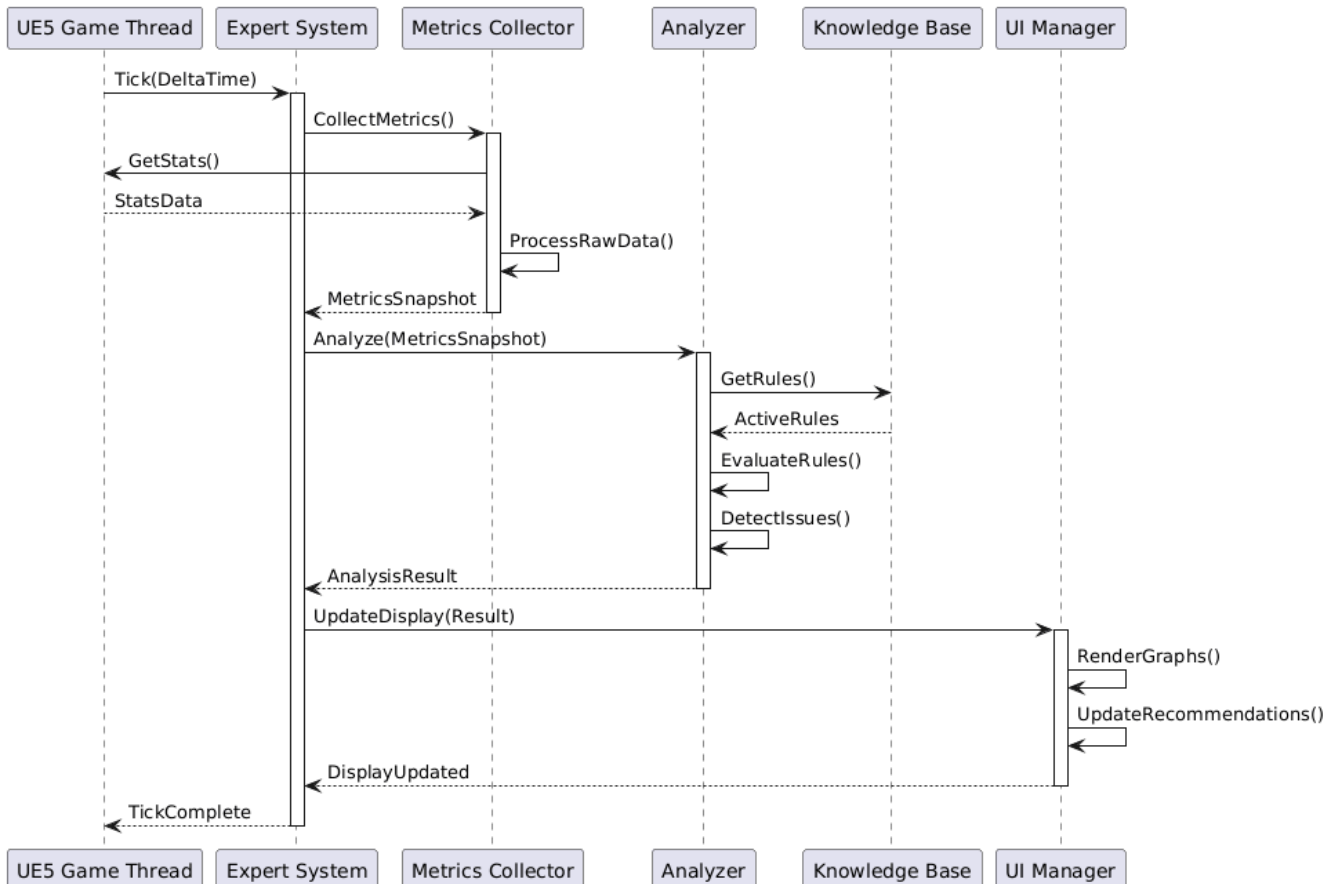 UE5 Game Thread Expert System Metrics Collector Analyzer Knowledge Base UI Manager
Tick(DeltaTime)
CollectMetrics()
GetStats()
StatsData
ProcessRawData()
MetricsSnapshot
Analyze(MetricsSnapshot)
GetRules()
ActiveRules
EvaluateRules()
DetectIssues()
AnalysisResult
UpdateDisplay(Result)
RenderGraphs()
UpdateRecommendations()
DisplayUpdated
TickComplete
UE5 Game Thread Expert System Metrics Collector Analyzer Knowledge Base UI Manager